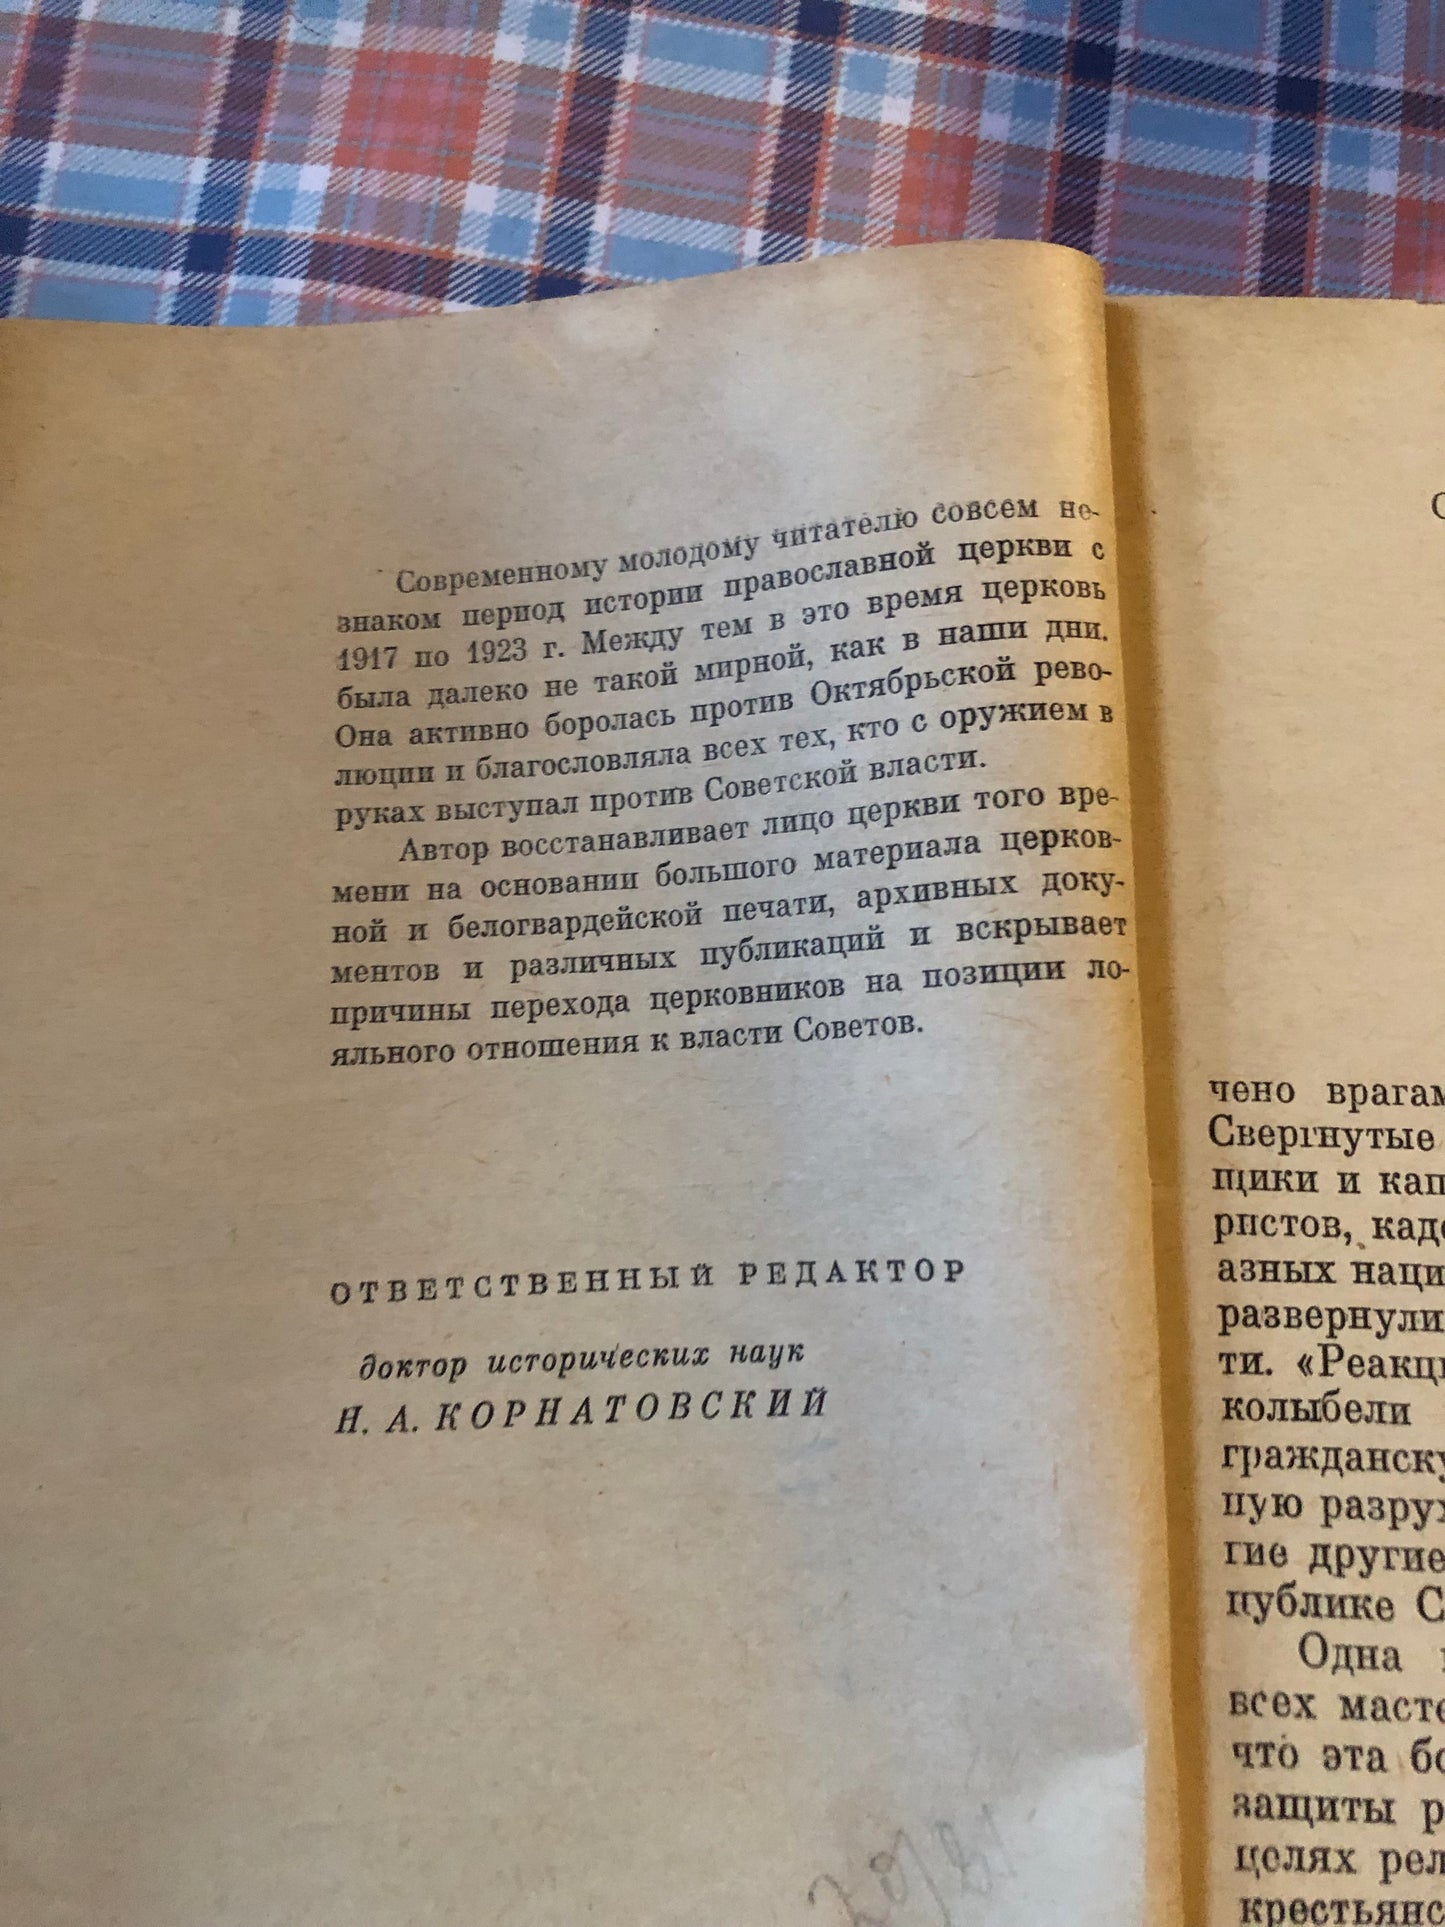 Современному молодому читателю совсем не-
знаком период истории православной церкви с
1917 по 1923 г. Между тем в это время церковь
была далеко не такой мирной, как в наши дни.
Она активно боролась против Октябрьской рево-
люции и благословляла всех тех, кто с оружием в
руках выступал против Советской власти.
Автор восстанавливает лицо церкви того вре-
мени на основании большого материала церков-
ной и белогвардейской печати, архивных доку-
ментов и различных публикаций и вскрывает
причины перехода церковников на позиции ло-
яльного отношения к власти Советов.
ОТВЕТСТВЕННЫЙ РЕДАКТОР
доктор исторических наук
Н. А. КОРНАТОВСКИЙ
чено врагам
Свергнутые
щики и кап
ристов, каде
азных наци
развернули
ти. «Реакци
колыбели
гражданску
ную разрух
гие другие
публике С
Одна
всех масте
что эта бо
защиты р
целях рел
крестьянс